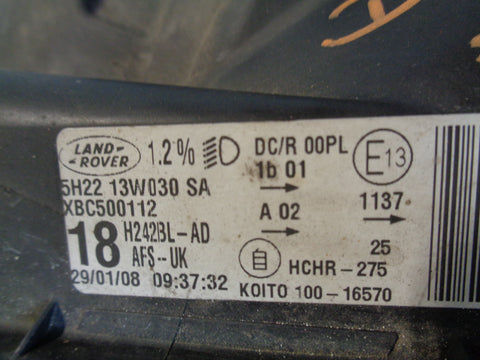 LAND-
ROVER
1.2%
DC/R 00PL
1b 01
E13
5H22 13W030 SA
XBC500112
A 02
1137
18
H242BL-AD
AFS-UK
25
HCHR-275
29/01/08 09:37:32
KOITO 100-16570